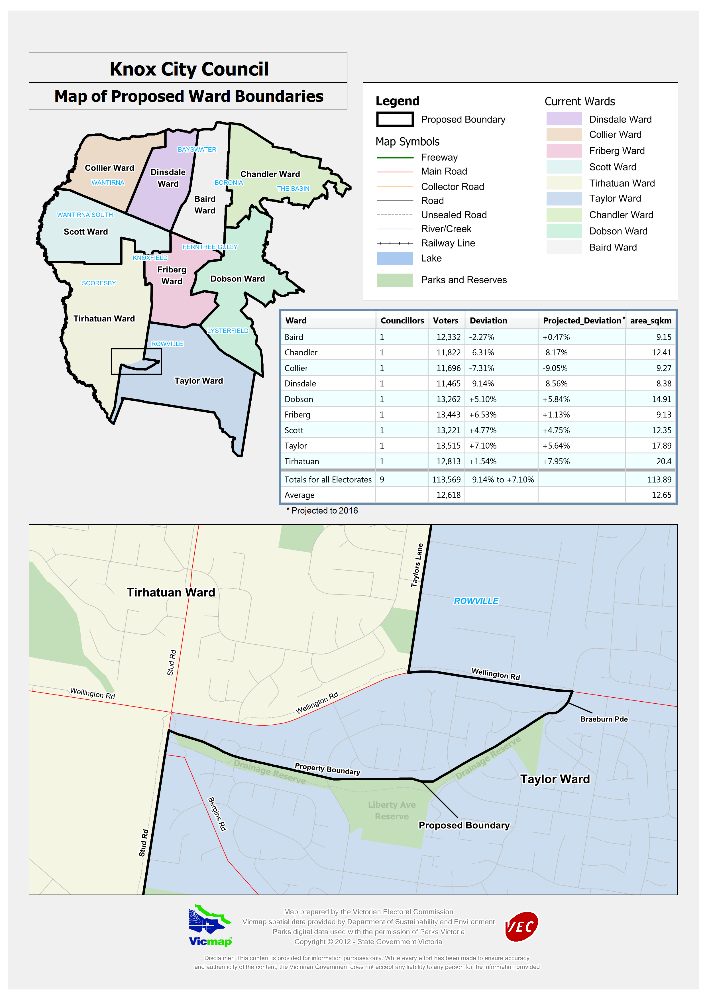 Knox City Council
Map of Proposed Ward Boundaries
Collier Ward
WANTIRNA
Dinsdale
Ward
BAYSWATER
Baird
Ward
BORONIA
Chandler Ward
THE BASIN
WANTIRNA SOUTH
Scott Ward
FERNTREE GULLY
KNOXFIELD
Friberg
Ward
Dobson Ward
SCORESBY
Tirhatuan Ward
LYSTERFIELD
ROWVILLE
Taylor Ward
Legend
Proposed Boundary
Map Symbols
Freeway
Main Road
Collector Road
Road
Unsealed Road
River/Creek
Railway Line
Lake
Parks and Reserves
Current Wards
Dinsdale Ward
Collier Ward
Friberg Ward
Scott Ward
Tirhatuan Ward
Taylor Ward
Chandler Ward
Dobson Ward
Baird Ward
Ward Councillors Voters Deviation Projected_Deviation* area_sqkm
Baird 1 12,332 -2.27% +0.47% 9.15
Chandler 1 11,822 -6.31% -8.17% 12.41
Collier 1 11,696 -7.31% -9.05% 9.27
Dinsdale 1 11,465 -9.14% -8.56% 8.38
Dobson 1 13,262 +5.10% +5.84% 14.91
Friberg 1 13,443 +6.53% +1.13% 9.13
Scott 1 13,221 +4.77% +4.75% 12.35
Taylor 1 13,515 +7.10% +5.64% 17.89
Tirhatuan 1 12,813 +1.54% +7.95% 20.4
Totals for all Electorates 9 113,569 -9.14% to +7.10% 113.89
Average 12,618 12.65
* Projected to 2016
Taylors Lane
Tirhatuan Ward
ROWVILLE
Stud Rd
Wellington Rd
Wellington Rd
Wellington Rd
Braeburn Pde
Drainage Reserve
Property Boundary
Drainage Reserve
Taylor Ward
Liberty Ave
Reserve
Bergins Rd
Proposed Boundary
Stud Rd
Vicmap™
Map prepared by the Victorian Electoral Commission
Vicmap spatial data provided by Department of Sustainability and Environment
Parks digital data used with the permission of Parks Victoria
Copyright © 2012 - State Government Victoria
VEC
Disclaimer: This content is provided for information purposes only. While every effort has been made to ensure accuracy
and authenticity of the content, the Victorian Government does not accept any liability to any person for the information provided